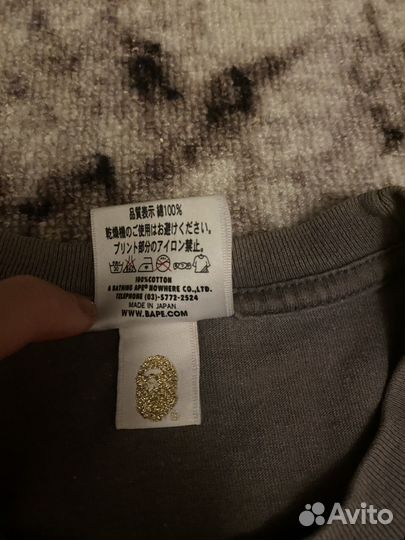 品質表示 綿100%
乾燥機のご使用はお避けください。
プリント部分のアイロン禁止。
100%COTTON
A BATHING APE® NOWHERE CO.,LTD.
TELEPHONE (03)-5772-2524
MADE IN JAPAN
WWW.BAPE.COM
Avito